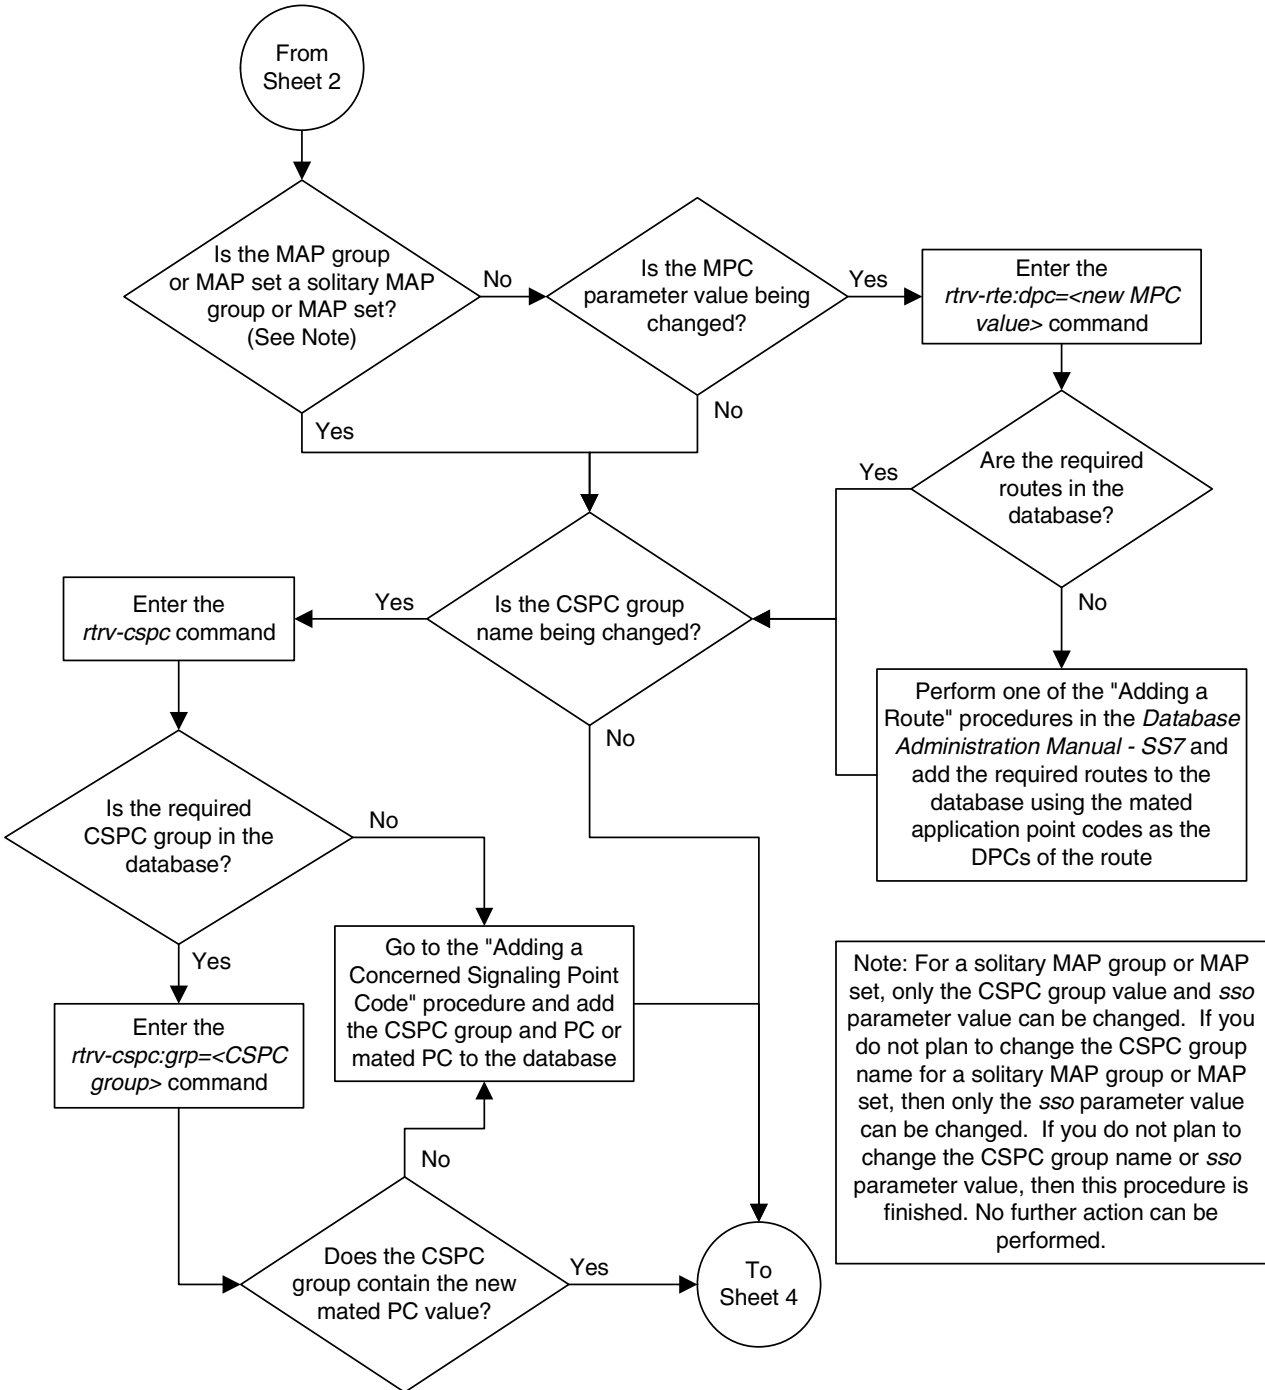 From
Sheet 2
Is the MAP group
or MAP set a solitary MAP
group or MAP set?
(See Note)
No
Yes
Is the MPC
parameter value being
changed?
Yes
No
Enter the
rtrv-rte:dpc=<new MPC
value> command
Are the required
routes in the
database?
Yes
No
Perform one of the "Adding a
Route" procedures in the Database
Administration Manual - SS7 and
add the required routes to the
database using the mated
application point codes as the
DPCs of the route
Is the CSPC group
name being changed?
Yes
No
Enter the
rtrv-cspc command
Is the required
CSPC group in the
database?
No
Yes
Enter the
rtrv-cspc:grp=<CSPC
group> command
Go to the "Adding a
Concerned Signaling Point
Code" procedure and add
the CSPC group and PC or
mated PC to the database
No
Does the CSPC
group contain the new
mated PC value?
Yes
To
Sheet 4
Note: For a solitary MAP group or MAP
set, only the CSPC group value and sso
parameter value can be changed.  If you
do not plan to change the CSPC group
name for a solitary MAP group or MAP
set, then only the sso parameter value
can be changed.  If you do not plan to
change the CSPC group name or sso
parameter value, then this procedure is
finished. No further action can be
performed.